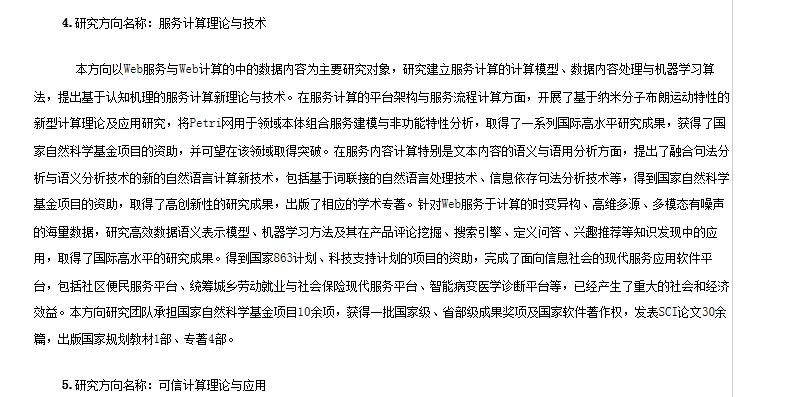 4. 研究方向名称：服务计算理论与技术
本方向以Web服务与Web计算的中的数据内容为主要研究对象，研究建立服务计算的计算模型、数据内容处理与机器学习算
法，提出基于认知机理的服务计算新理论与技术。在服务计算的平台架构与服务流程计算方面，开展了基于纳米分子布朗运动特性的
新型计算理论及应用研究，将Petri网用于领域本体组合服务建模与非功能特性分析，取得了一系列国际高水平研究成果，获得了国
家自然科学基金项目的资助，并可望在该领域取得突破。在服务内容计算特别是文本内容的语义与语用分析方面，提出了融合句法分
析与语义分析技术的新的自然语言计算新技术，包括基于词联接的自然语言处理技术、信息依存句法分析技术等，得到国家自然科学
基金项目的资助，取得了高创新性的研究成果，出版了相应的学术专著。针对Web服务于计算的时变异构、高维多源、多模态有噪声
的海量数据，研究高效数据语义表示模型、机器学习方法及其在产品评论挖掘、搜索引擎、定义问答、兴趣推荐等知识发现中的应
用，取得了国际高水平的研究成果。得到国家863计划、科技支持计划的项目的资助，完成了面向信息社会的现代服务应用软件平
台，包括社区便民服务平台、统筹城乡劳动就业与社会保险现代服务平台、智能病变医学诊断平台等，已经产生了重大的社会和经济
效益。本方向研究团队承担国家自然科学基金项目10余项，获得一批国家级、省部级成果奖项及国家软件著作权，发表SCI论文30余
篇，出版国家规划教材1部、专著4部。
5. 研究方向名称：可信计算理论与应用